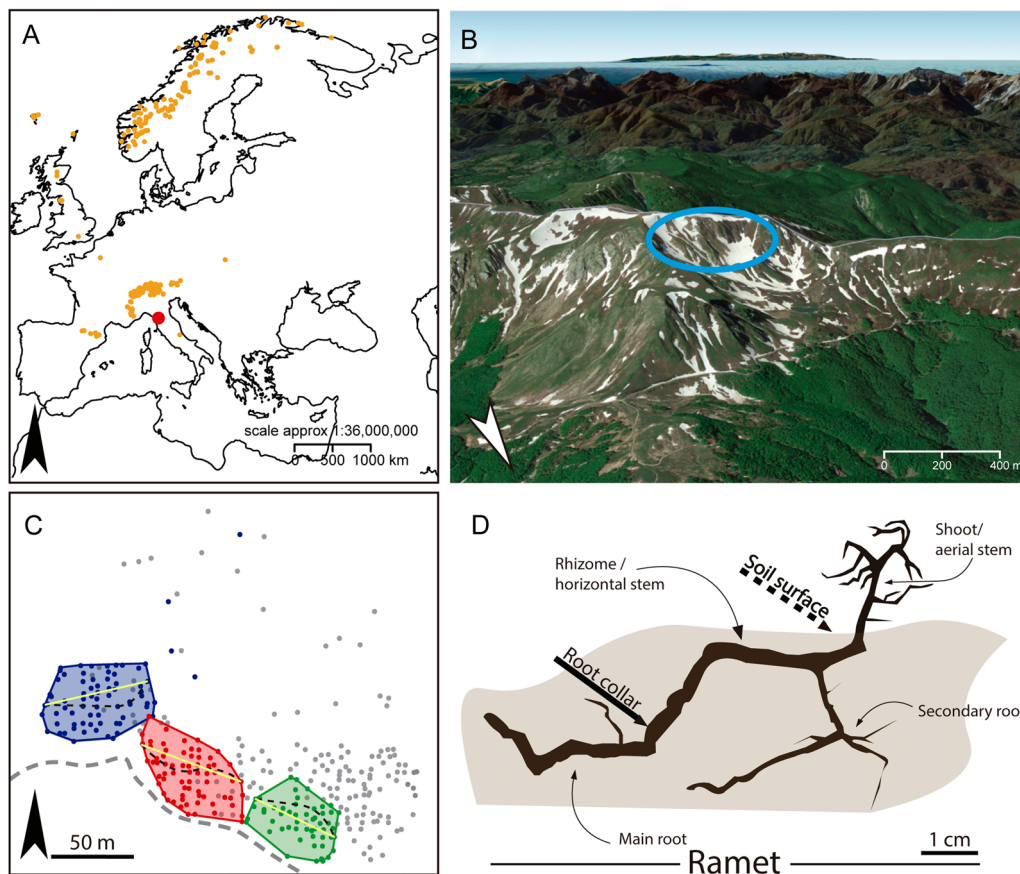 A
scale approx 1:36,000,000
0 500 1000 km
B
0 200 400 m
C
50 m
D
Shoot/
aerial stem
Rhizome /
horizontal stem
Soil surface
Root collar
Secondary roo
Main root
1 cm
Ramet